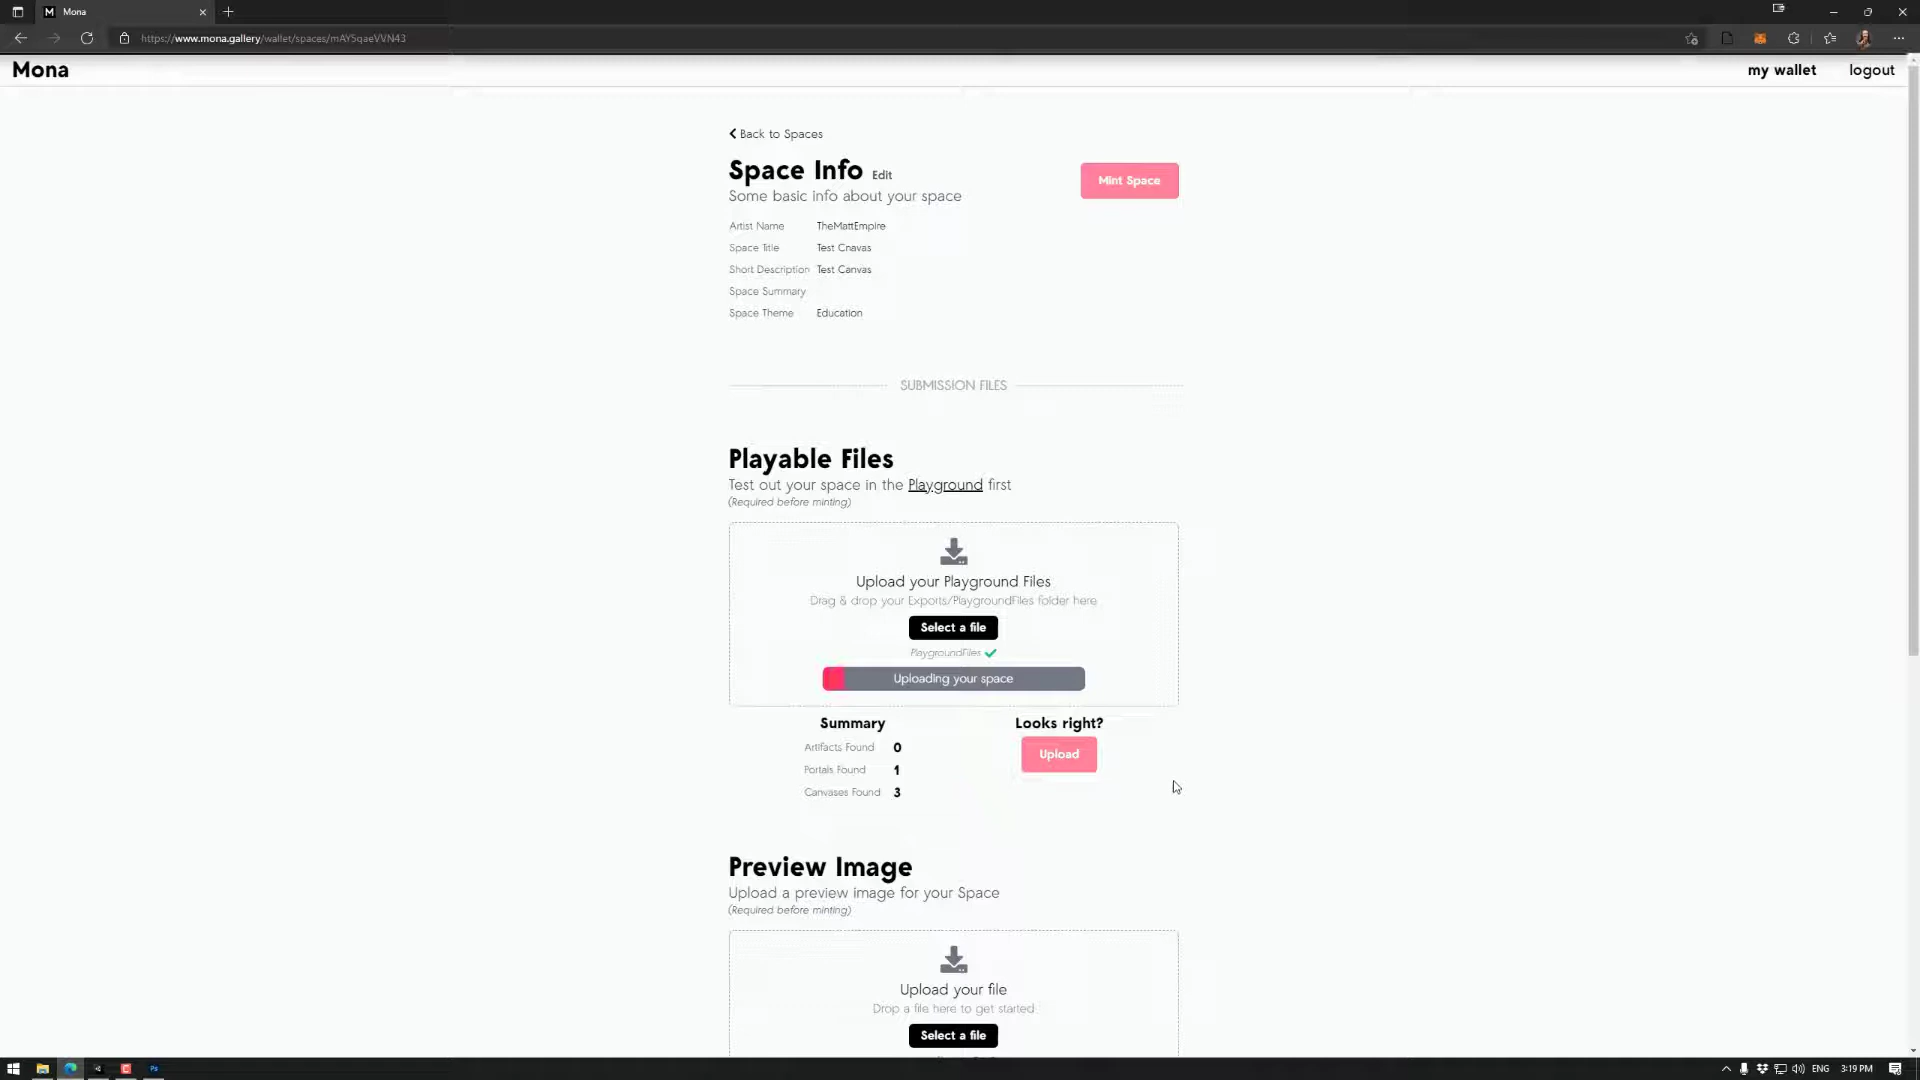 Mona
https://www.mona.gallery/wallet/spaces/mAYSqaeVVN43
Mona
my wallet
logout
Back to Spaces
Space Info Edit
Mint Space
Some basic info about your space
Artist Name TheMattEmpire
Space Title Test Cnavas
Short Description Test Canvas
Space Summary
Space Theme Education
SUBMISSION FILES
Playable Files
Test out your space in the Playground first
(Required before minting)
Upload your Playground Files
Drag & drop your Exports/PlaygroundFiles folder here
Select a file
PlaygroundFiles
Uploading your space
Summary
Looks right?
Artifacts Found 0
Upload
Portals Found 1
Canvases Found 3
Preview Image
Upload a preview image for your Space
(Required before minting)
Upload your file
Drop a file here to get started
Select a file
ENG
3:19 PM